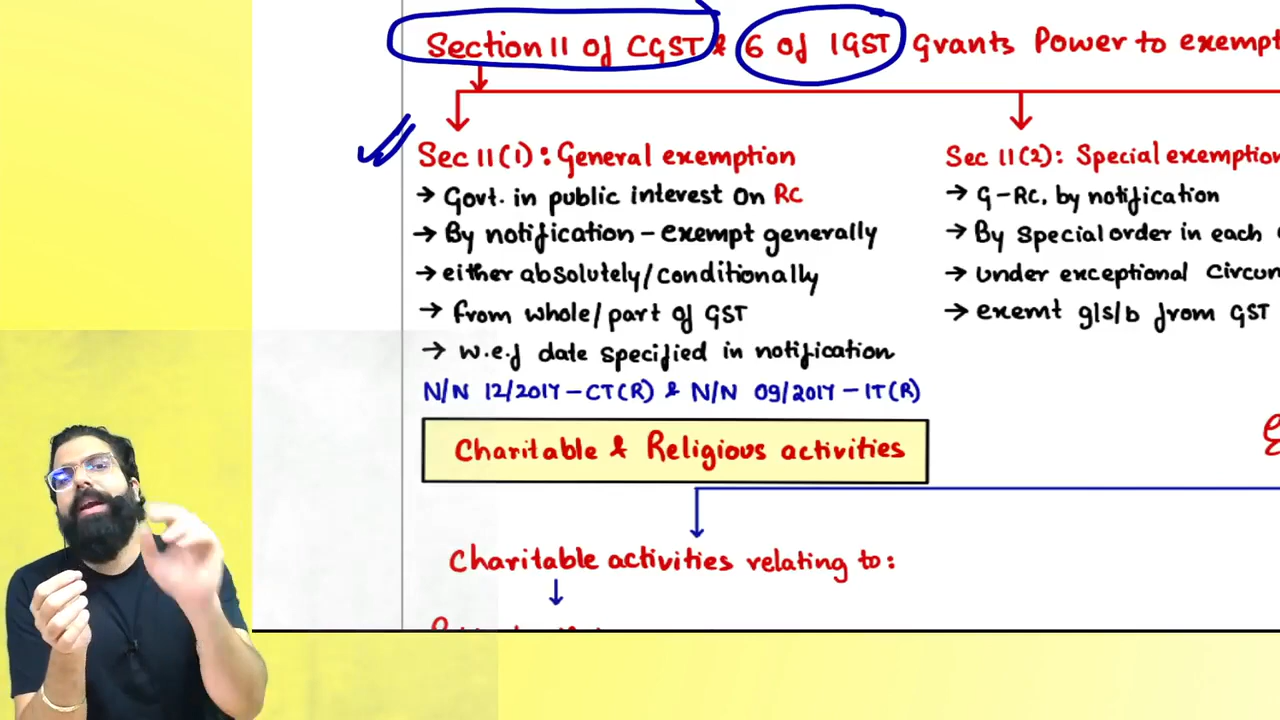 Section 11 of CGST & 6 of IGST Grants Power to exempt
Sec 11(1): General exemption
→ Govt. in public interest on RC
→ By notification - exempt generally
→ either absolutely/conditionally
→ from whole/part of GST
→ w.e.f date specified in notification
N/N 12/2017-CT(R) & N/N 09/2017-IT(R)
Sec 11(2): Special exemption
→ G-RC, by notification
→ By special order in each
→ under exceptional
→ exemt g/s/b from GST
Charitable & Religious activities
Charitable activities relating to: